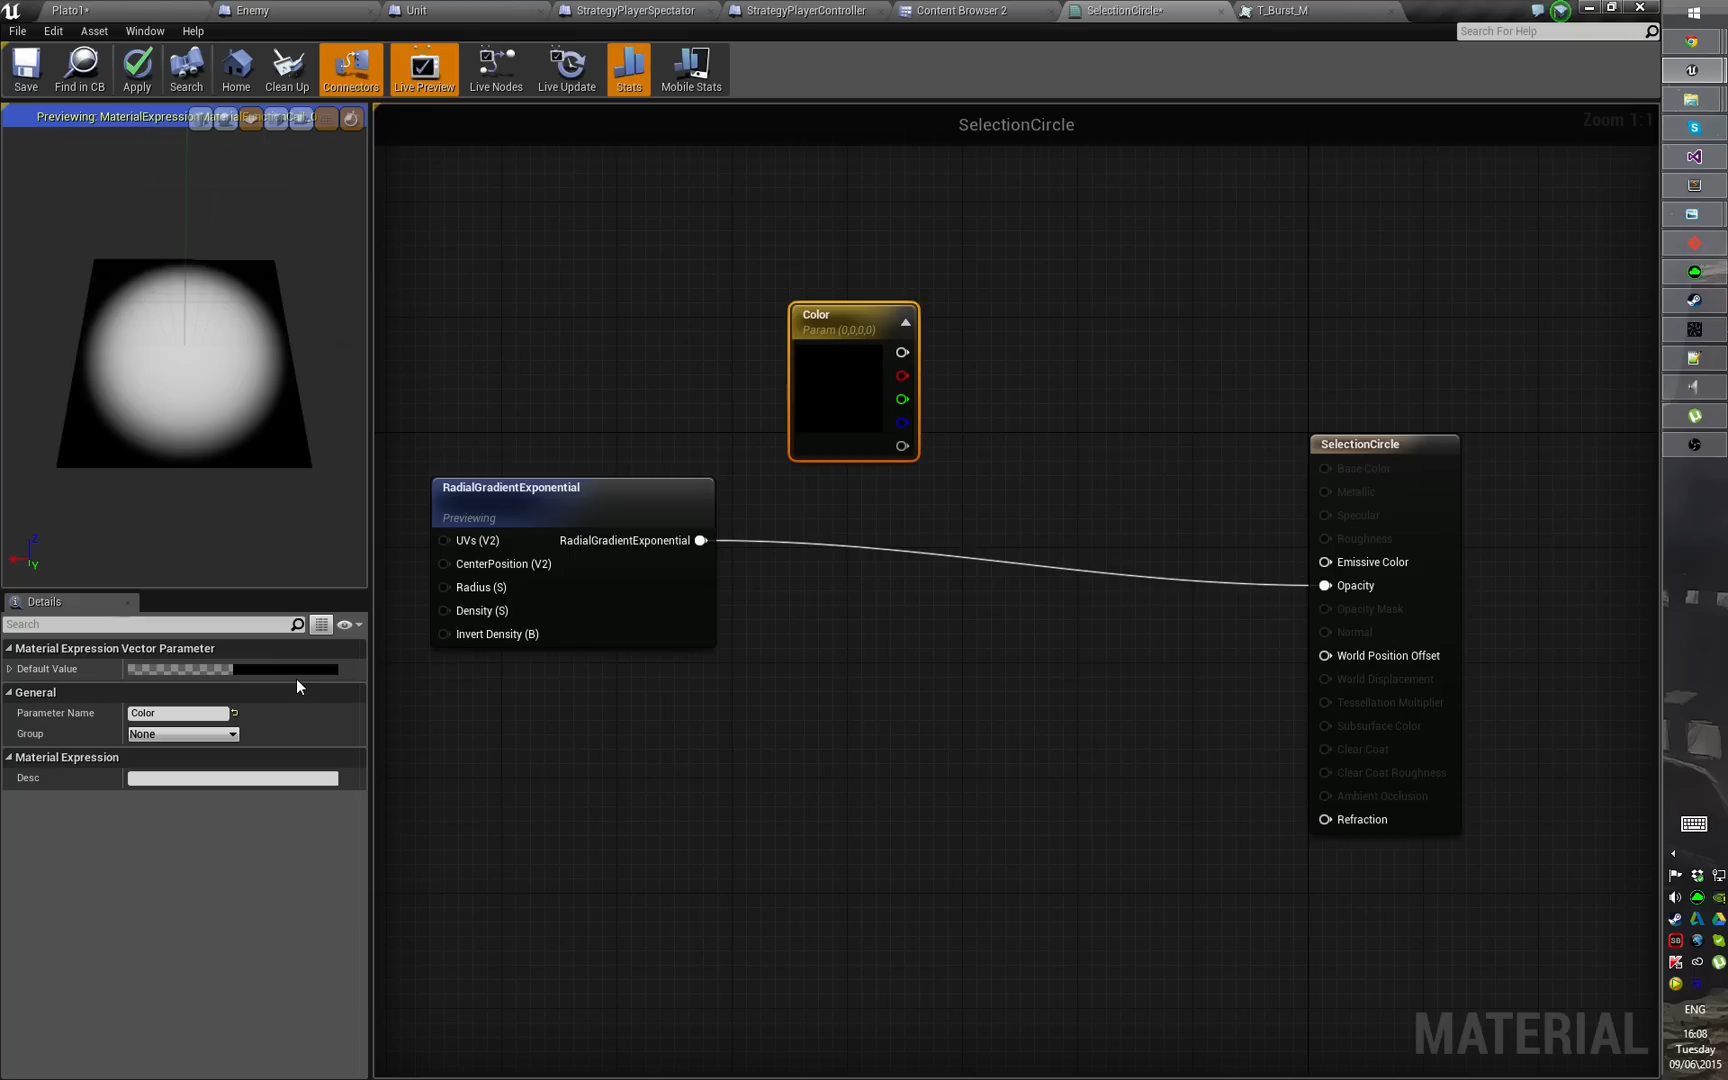 Plato1*
Enemy
Unit
StrategyPlayerSpectator
StrategyPlayerController
Content Browser 2
SelectionCircle*
T_Burst_M
File
Edit
Asset
Window
Help
Search For Help
Save
Find in CB
Apply
Search
Home
Clean Up
Connectors
Live Preview
Live Nodes
Live Update
Stats
Mobile Stats
Previewing: MaterialExpressionMaterialFunctionCall_0
SelectionCircle
Zoom 1:1
Color
Param (0,0,0,0)
RadialGradientExponential
Previewing
UVs (V2)
RadialGradientExponential
CenterPosition (V2)
Radius (S)
Density (S)
Invert Density (B)
SelectionCircle
Base Color
Metallic
Specular
Roughness
Emissive Color
Opacity
Opacity Mask
Normal
World Position Offset
World Displacement
Tessellation Multiplier
Subsurface Color
Clear Coat
Clear Coat Roughness
Ambient Occlusion
Refraction
Z
Y
Details
Search
Material Expression Vector Parameter
Default Value
General
Parameter Name
Color
Group
None
Material Expression
Desc
MATERIAL
SB
ENG
16:08
Tuesday
09/06\2015